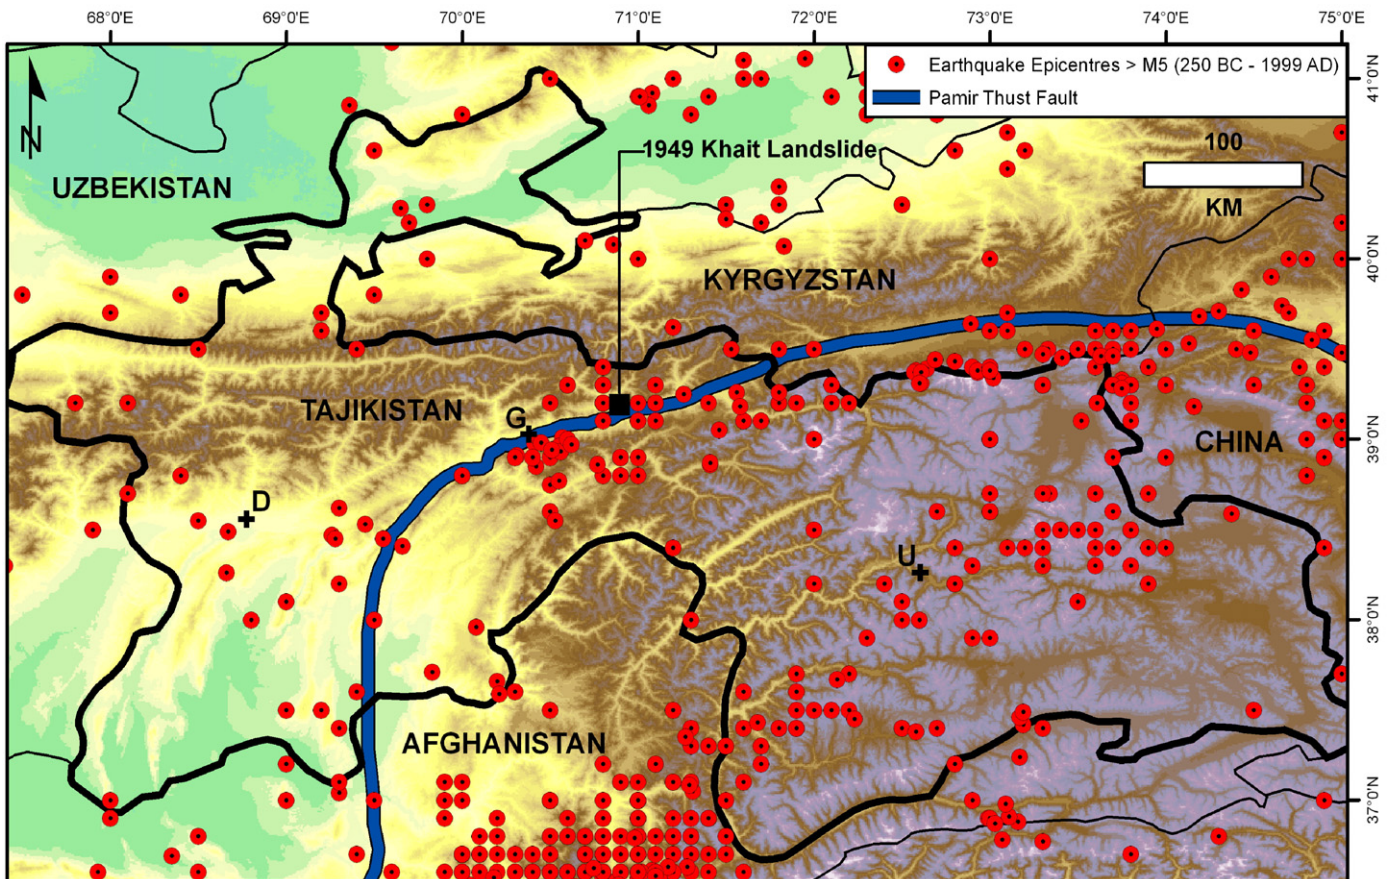 68°0'E 69°0'E 70°0'E 71°0'E 72°0'E 73°0'E 74°0'E 75°0'E
Earthquake Epicentres > M5 (250 BC - 1999 AD)
Pamir Thust Fault
41°0'N
N
1949 Khait Landslide
100
KM
UZBEKISTAN
KYRGYZSTAN
40°0'N
TAJIKISTAN
G
CHINA
39°0'N
D
U
38°0'N
AFGHANISTAN
37°0'N